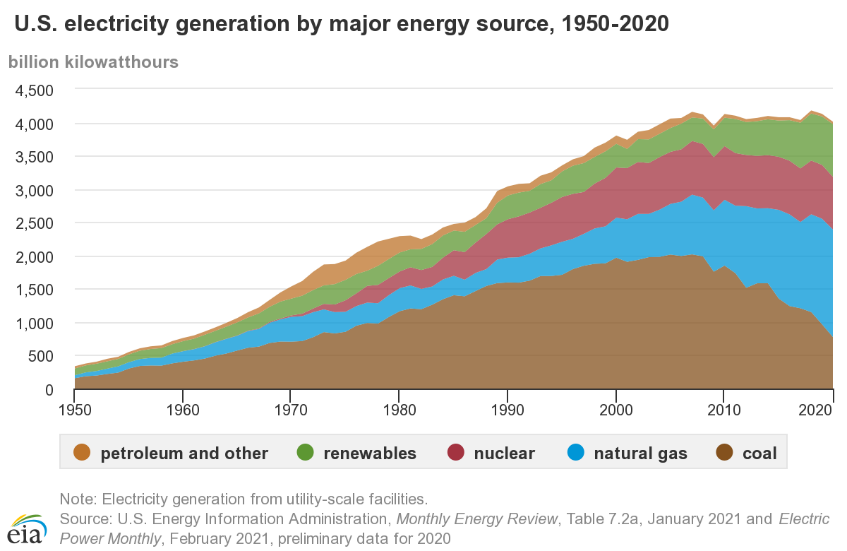 U.S. electricity generation by major energy source, 1950-2020
billion kilowatthours
4,500
4,000
3,500
3,000
2,500
2,000
1,500
1,000
500
0
1950 1960 1970 1980 1990 2000 2010 2020
petroleum and other renewables nuclear natural gas coal
Note: Electricity generation from utility-scale facilities.
Source: U.S. Energy Information Administration, Monthly Energy Review, Table 7.2a, January 2021 and Electric
Power Monthly, February 2021, preliminary data for 2020
eia